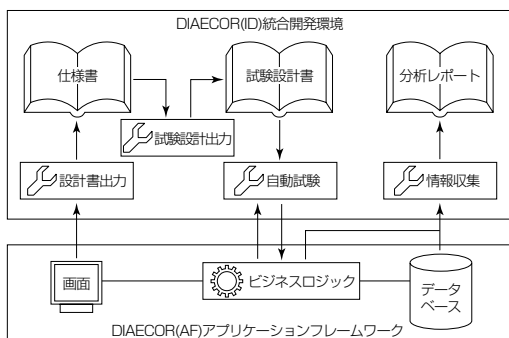 DIAECOR(ID)統合開発環境
仕様書
試験設計書
分析レポート
試験設計出力
設計書出力
自動試験
情報収集
画面
ビジネスロジック
データ
ベース
DIAECOR(AF)アプリケーションフレームワーク